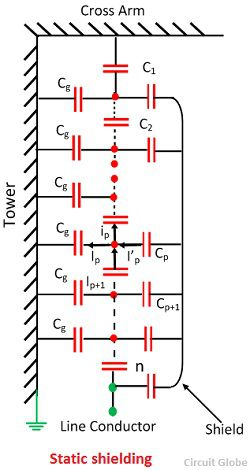 Cross Arm
C1
Cg
C2
Cg
Cg
Tower
ip
Cg
Ip
I'p
Cp
Cg
Ip+1
Cp+1
Cg
n
Line Conductor
Shield
Static shielding
Circuit Globe